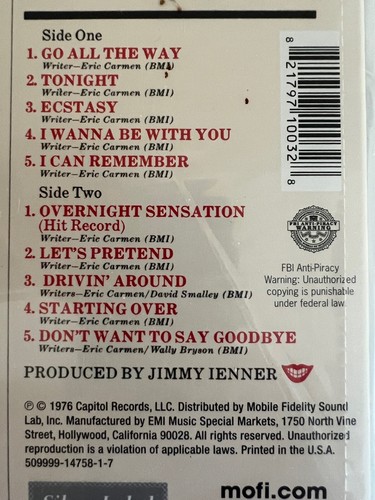 Side One
1. GO ALL THE WAY
Writer—Eric Carmen (BMI)
2. TONIGHT
Writer—Eric Carmen (BMI)
3. ECSTASY
Writer—Eric Carmen (BMI)
4. I WANNA BE WITH YOU
Writer—Eric Carmen (BMI)
5. I CAN REMEMBER
Writer—Eric Carmen (BMI)
Side Two
1. OVERNIGHT SENSATION
(Hit Record)
Writer—Eric Carmen (BMI)
2. LET'S PRETEND
Writer—Eric Carmen (BMI)
3. DRIVIN' AROUND
Writers—Eric Carmen/David Smalley (BMI)
4. STARTING OVER
Writer—Eric Carmen (BMI)
5. DON'T WANT TO SAY GOODBYE
Writers—Eric Carmen/Wally Bryson (BMI)
PRODUCED BY JIMMY IENNER
8 21797 10032 8
FBI ANTI-PIRACY
WARNING
FBI Anti-Piracy
Warning: Unauthorized
copying is punishable
under federal law.
℗ © 1976 Capitol Records, LLC. Distributed by Mobile Fidelity Sound
Lab, Inc. Manufactured by EMI Music Special Markets, 1750 North Vine
Street, Hollywood, California 90028. All rights reserved. Unauthorized
reproduction is a violation of applicable laws. Printed in the U.S.A.
509999-14758-1-7
mofi.com